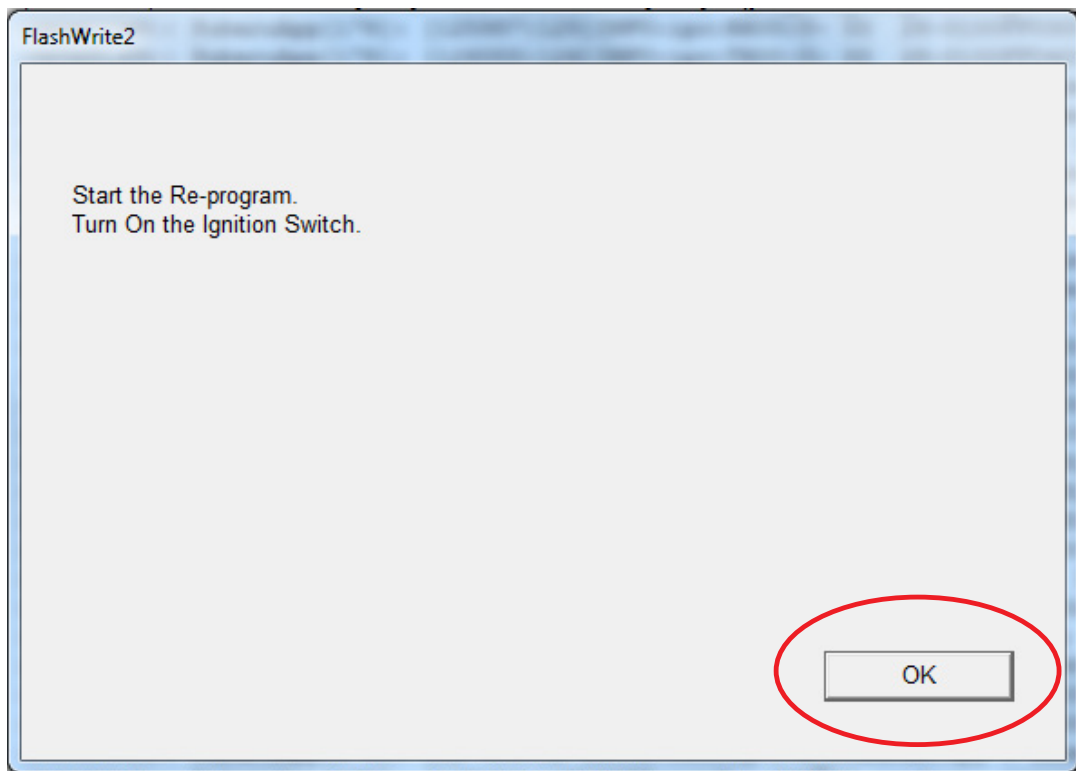 FlashWrite2
Start the Re-program.
Turn On the Ignition Switch.
OK